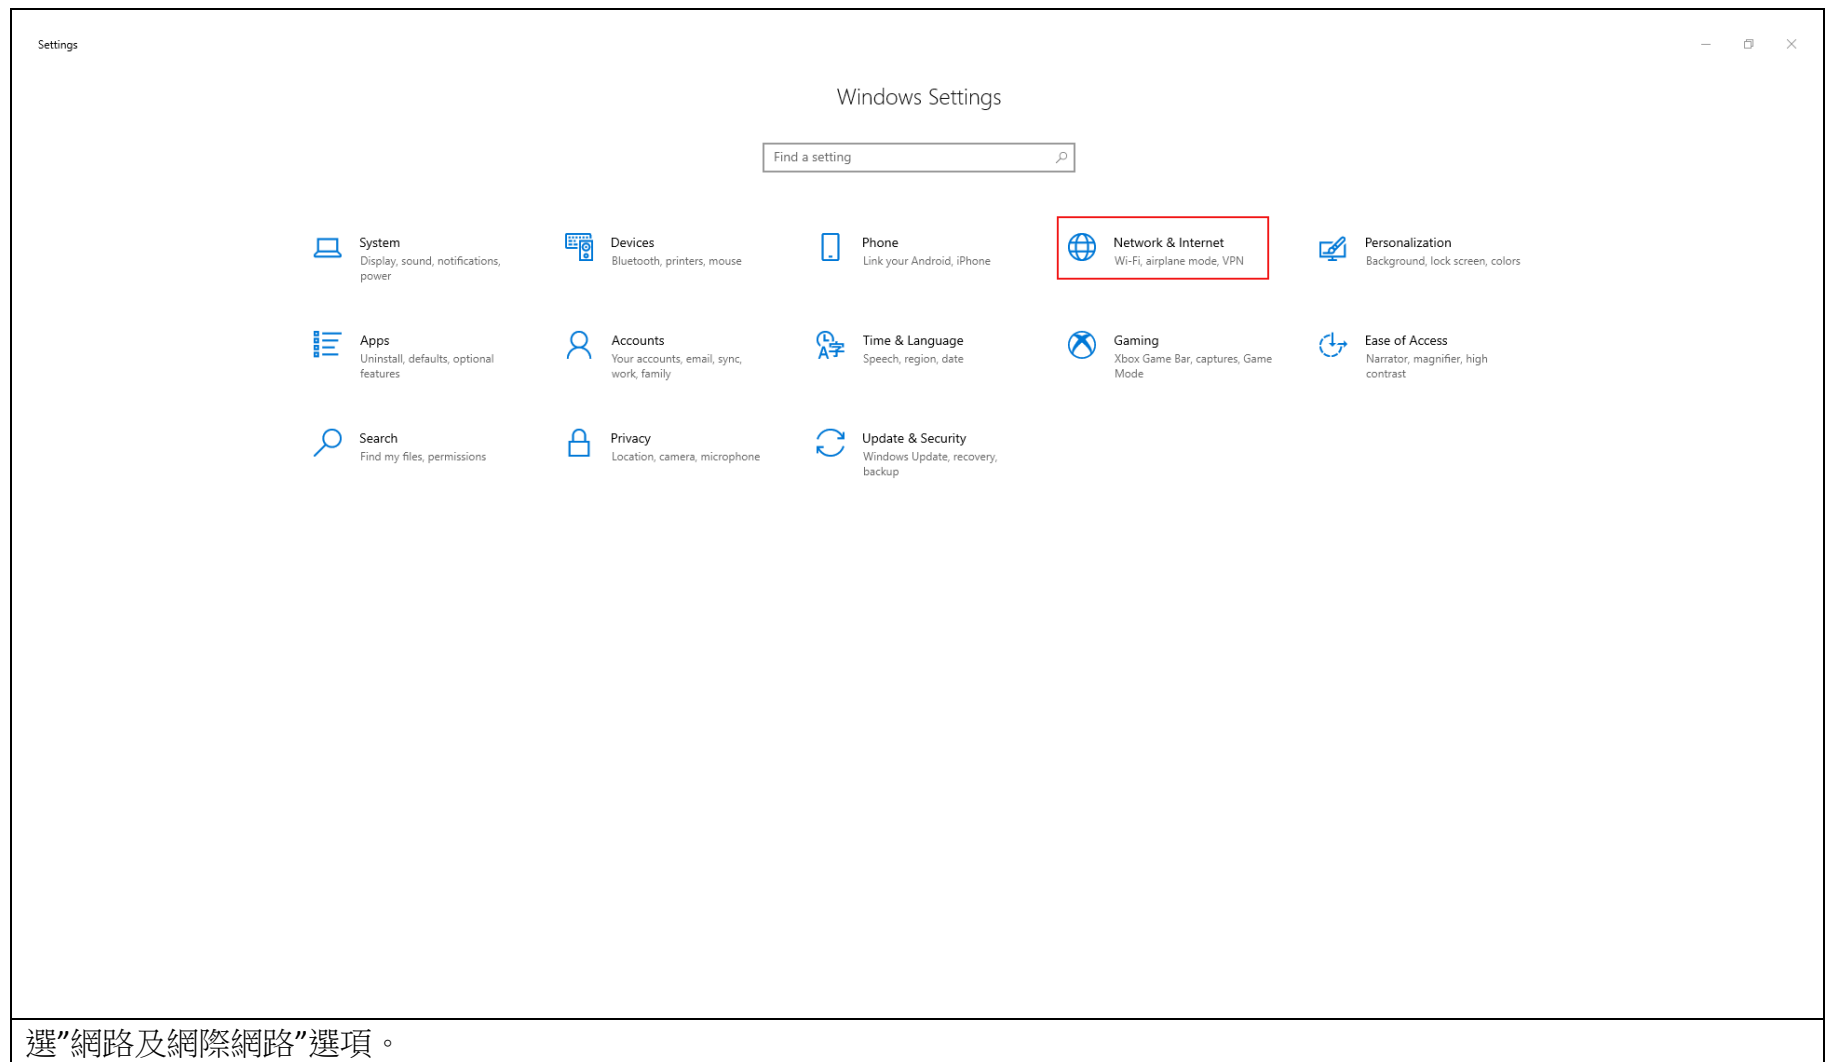 Settings
Windows Settings
Find a setting
System
Display, sound, notifications,
power
Devices
Bluetooth, printers, mouse
Phone
Link your Android, iPhone
Network & Internet
Wi-Fi, airplane mode, VPN
Personalization
Background, lock screen, colors
Apps
Uninstall, defaults, optional
features
Accounts
Your accounts, email, sync,
work, family
Time & Language
Speech, region, date
Gaming
Xbox Game Bar, captures, Game
Mode
Ease of Access
Narrator, magnifier, high
contrast
Search
Find my files, permissions
Privacy
Location, camera, microphone
Update & Security
Windows Update, recovery,
backup
選”網路及網際網路”選項。